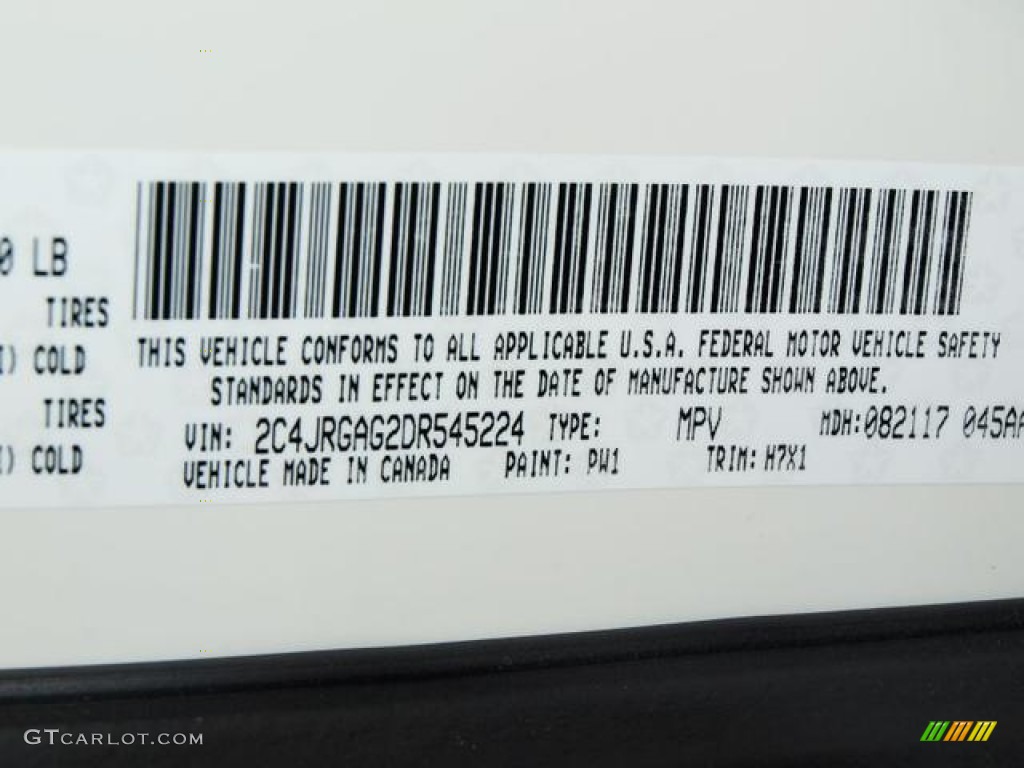 0 LB
TIRES
I) COLD
TIRES
I) COLD
THIS VEHICLE CONFORMS TO ALL APPLICABLE U.S.A. FEDERAL MOTOR VEHICLE SAFETY
STANDARDS IN EFFECT ON THE DATE OF MANUFACTURE SHOWN ABOVE.
VIN: 2C4JRGAG2DR545224 TYPE: MPV MDH:082117 045AA
VEHICLE MADE IN CANADA PAINT: PW1 TRIM: H7X1
GTCARLOT.COM